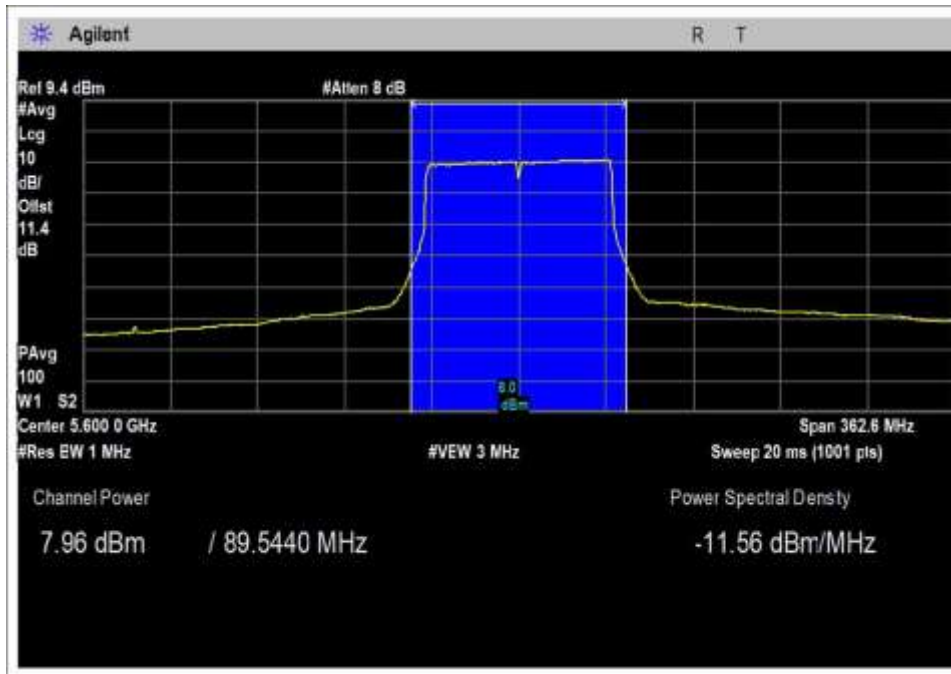 Agilent
R T
Ref 9.4 dBm #Atten 8 dB
#Avg
Log
10
dB/
Offst
11.4
dB
PAvg
100
W1 S2
8.0
dBm
Center 5.600 0 GHz Span 362.6 MHz
#Res BW 1 MHz #VBW 3 MHz Sweep 20 ms (1001 pts)
Channel Power Power Spectral Density
7.96 dBm / 89.5440 MHz -11.56 dBm/MHz